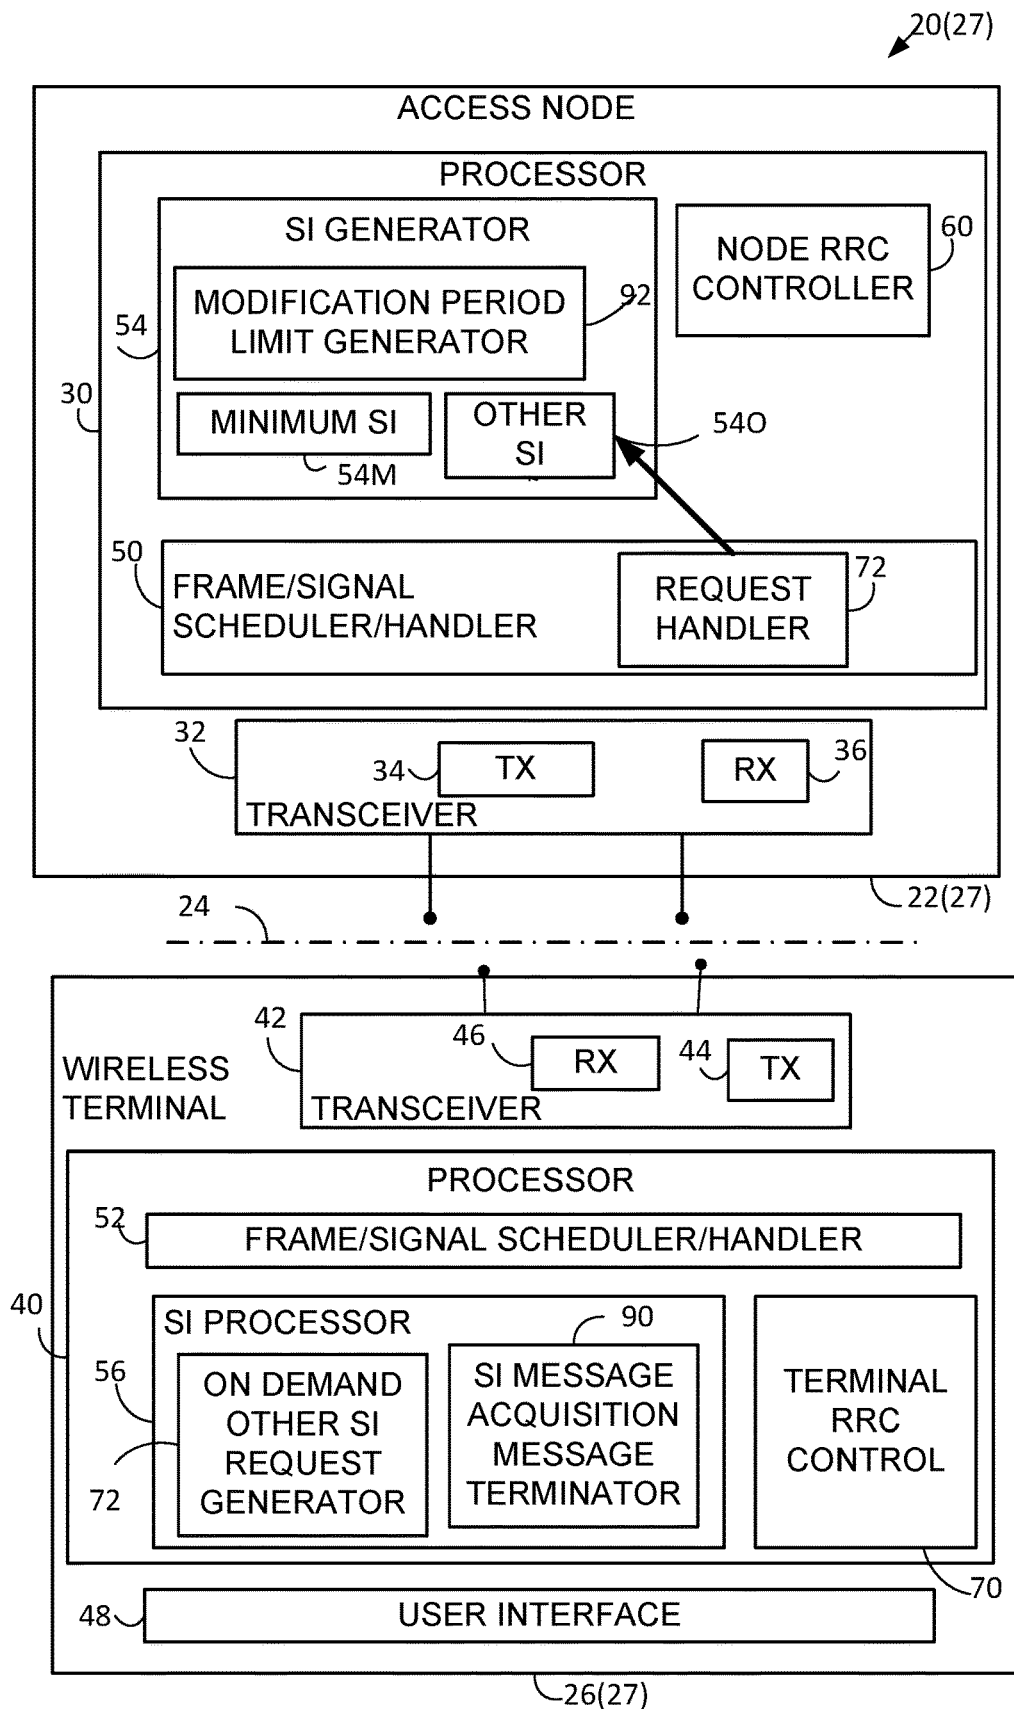 20(27)
ACCESS NODE
PROCESSOR
SI GENERATOR
60
NODE RRC
CONTROLLER
MODIFICATION PERIOD
LIMIT GENERATOR
92
54
30
MINIMUM SI
54M
OTHER
SI
54O
50
FRAME/SIGNAL
SCHEDULER/HANDLER
REQUEST
HANDLER
72
32
34
TX
RX
36
TRANSCEIVER
22(27)
24
42
46
RX
44
TX
WIRELESS
TERMINAL
TRANSCEIVER
PROCESSOR
52
FRAME/SIGNAL SCHEDULER/HANDLER
40
SI PROCESSOR
90
56
ON DEMAND
OTHER SI
REQUEST
GENERATOR
72
SI MESSAGE
ACQUISITION
MESSAGE
TERMINATOR
TERMINAL
RRC
CONTROL
70
48
USER INTERFACE
26(27)